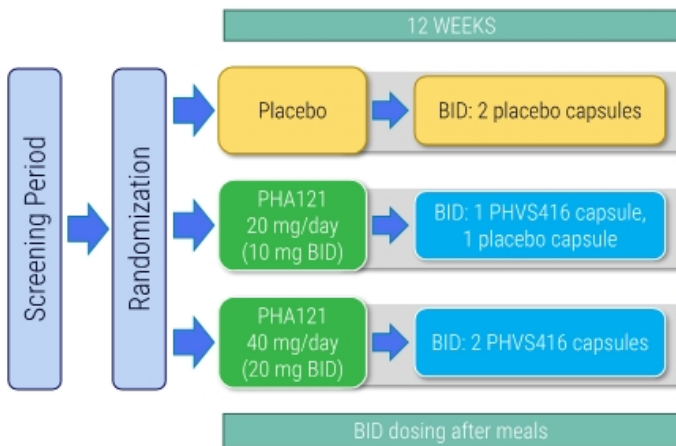 12 WEEKS
Screening Period
Randomization
Placebo
BID: 2 placebo capsules
PHA121
20 mg/day
(10 mg BID)
BID: 1 PHVS416 capsule,
1 placebo capsule
PHA121
40 mg/day
(20 mg BID)
BID: 2 PHVS416 capsules
BID dosing after meals